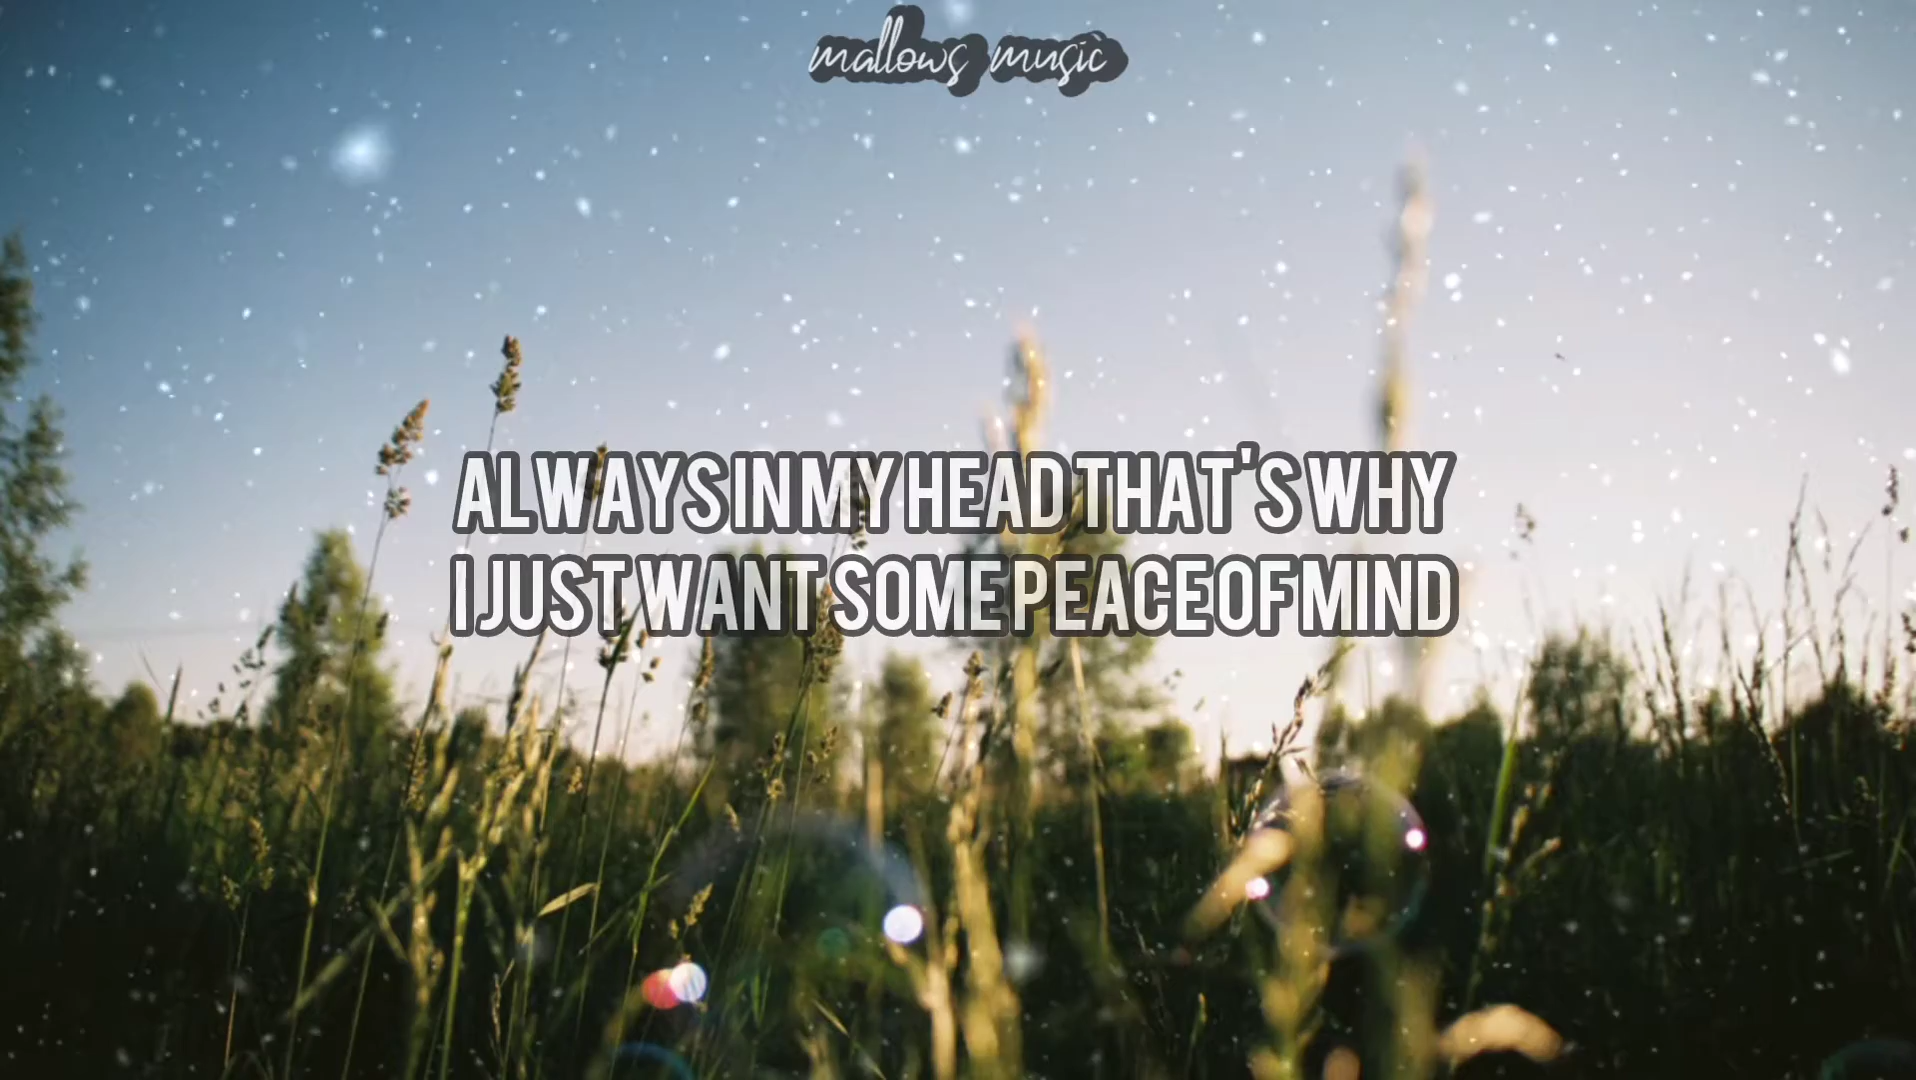 mallows music
ALWAYS IN MY HEAD THAT'S WHY
I JUST WANT SOME PEACE OF MIND